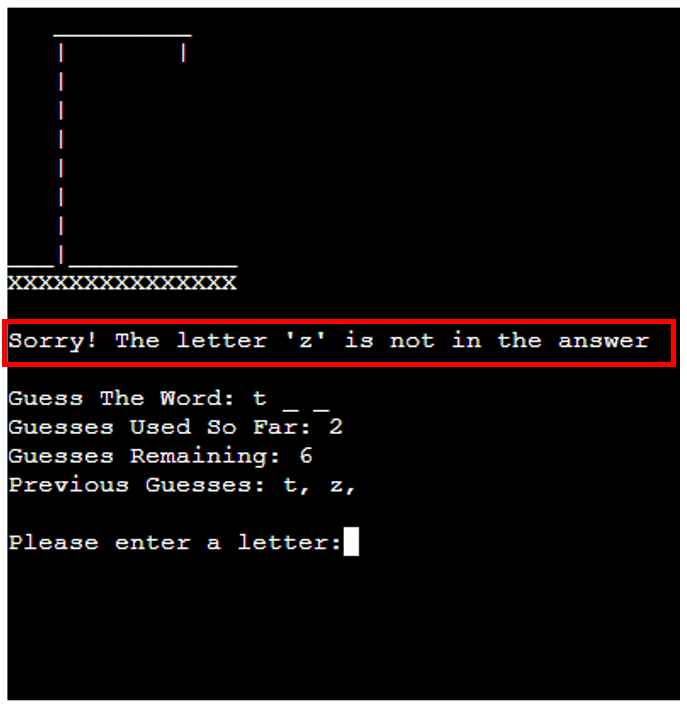 XXXXXXXXXXXXXXX
Sorry! The letter 'z' is not in the answer
Guess The Word: t _ _
Guesses Used So Far: 2
Guesses Remaining: 6
Previous Guesses: t, z,
Please enter a letter: